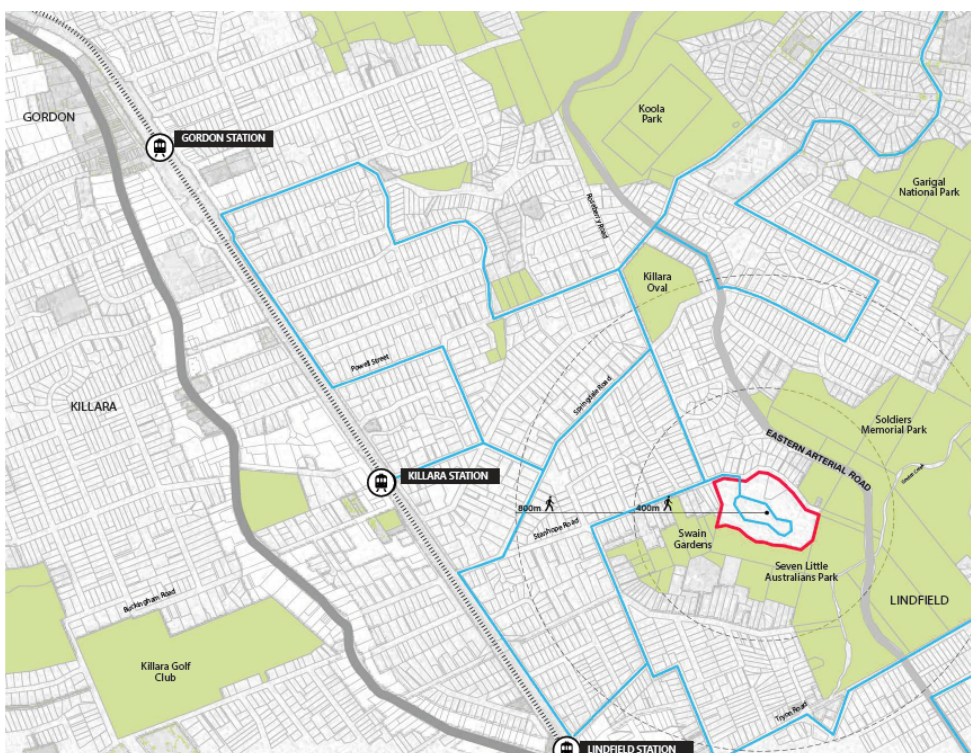 GORDON
GORDON STATION
Koola
Park
Garigal
National Park
Rosebery Road
Killara
Oval
Powell Street
Springdale Road
KILLARA
Soldiers
Memorial Park
EASTERN ARTERIAL ROAD
KILLARA STATION
Gordon Creek
800m
400m
Stanhope Road
Swain
Gardens
Seven Little
Australians Park
LINDFIELD
Buckingham Road
Killara Golf
Club
Tryon Road
LINDFIELD STATION